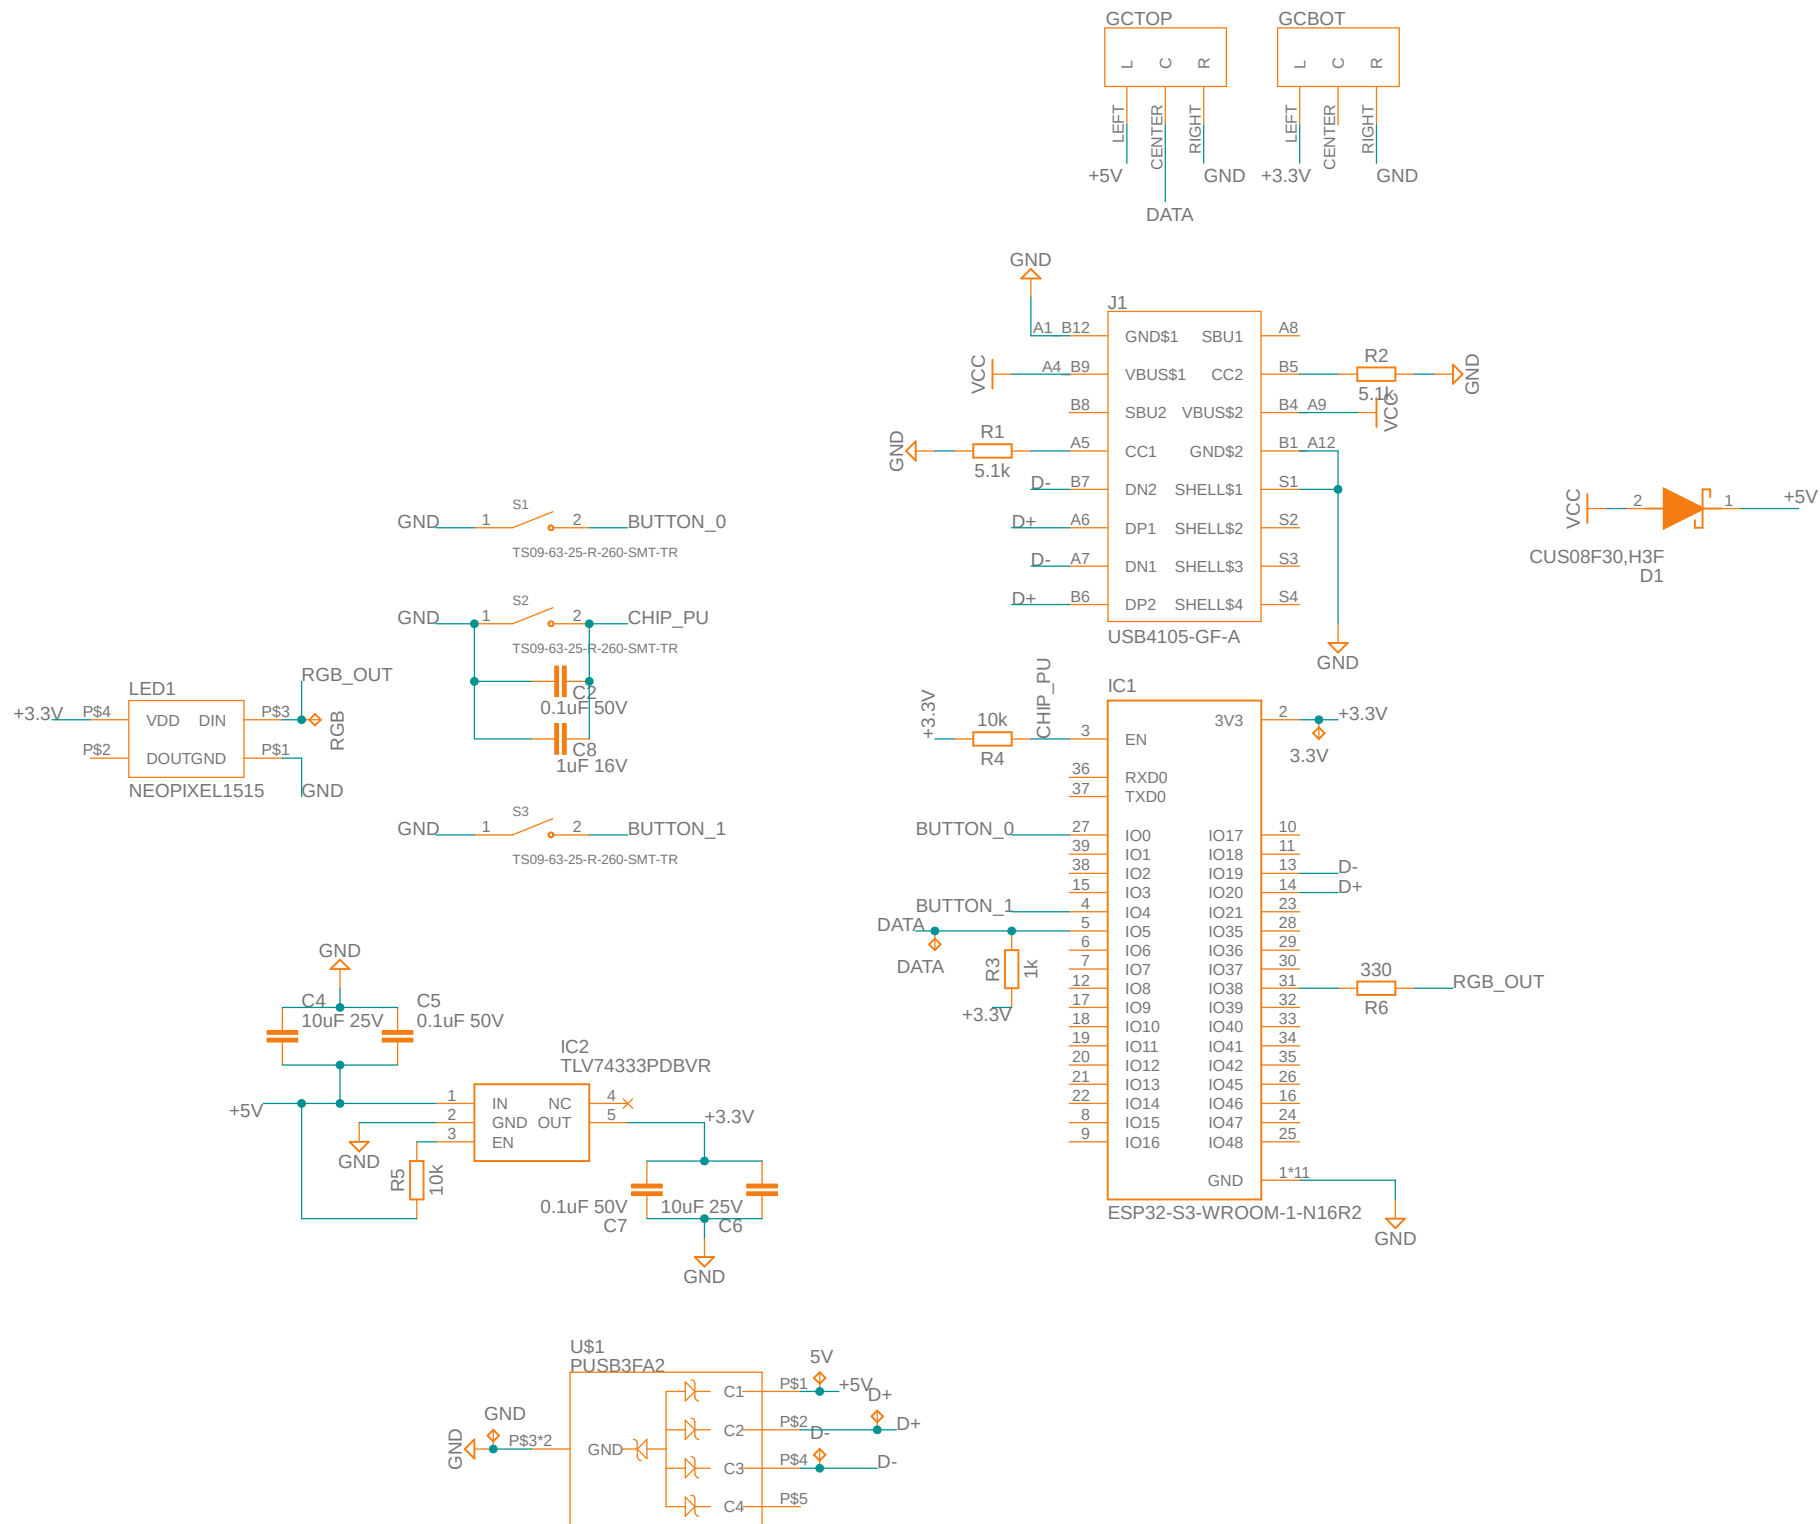 GCTOP
L C R
LEFT
CENTER
RIGHT
+5V
GND
DATA
GCBOT
L C R
LEFT
CENTER
RIGHT
+3.3V
GND
GND
J1
A1_B12 GND$1 SBU1 A8
VCC A4_B9 VBUS$1 CC2 B5 R2 5.1k GND
B8 SBU2 VBUS$2 B4_A9 VCC
GND R1 5.1k A5 CC1 GND$2 B1_A12
D- B7 DN2 SHELL$1 S1
D+ A6 DP1 SHELL$2 S2
D- A7 DN1 SHELL$3 S3
D+ B6 DP2 SHELL$4 S4
USB4105-GF-A
GND
VCC 2 1 +5V
CUS08F30,H3F
D1
S1
GND 1 2 BUTTON_0
TS09-63-25-R-260-SMT-TR
S2
GND 1 2 CHIP_PU
TS09-63-25-R-260-SMT-TR
C2
0.1uF 50V
C8
1uF 16V
S3
GND 1 2 BUTTON_1
TS09-63-25-R-260-SMT-TR
LED1
RGB_OUT
+3.3V P$4 VDD DIN P$3 RGB
P$2 DOUT GND P$1
NEOPIXEL1515
GND
IC1
+3.3V 10k R4 CHIP_PU 3 EN
3V3 2 +3.3V
3.3V
36 RXD0
37 TXD0
BUTTON_0 27 IO0 IO17 10
39 IO1 IO18 11
38 IO2 IO19 13 D-
15 IO3 IO20 14 D+
BUTTON_1 4 IO4 IO21 23
DATA 5 IO5 IO35 28
DATA
R3 1k
+3.3V
6 IO6 IO36 29
7 IO7 IO37 30
12 IO8 IO38 31 330 R6 RGB_OUT
17 IO9 IO39 32
18 IO10 IO40 33
19 IO11 IO41 34
20 IO12 IO42 35
21 IO13 IO45 26
22 IO14 IO46 16
8 IO15 IO47 24
9 IO16 IO48 25
GND 1*11
ESP32-S3-WROOM-1-N16R2
GND
GND
C4
10uF 25V
C5
0.1uF 50V
IC2
TLV74333PDBVR
+5V 1 IN NC 4
2 GND OUT 5 +3.3V
3 EN
GND
R5 10k
0.1uF 50V
C7
10uF 25V
C6
GND
U$1
PUSB3FA2
C1 P$1 5V +5V
C2 P$2 D+ D+
GND GND P$3*2 GND
C3 P$4 D- D-
C4 P$5